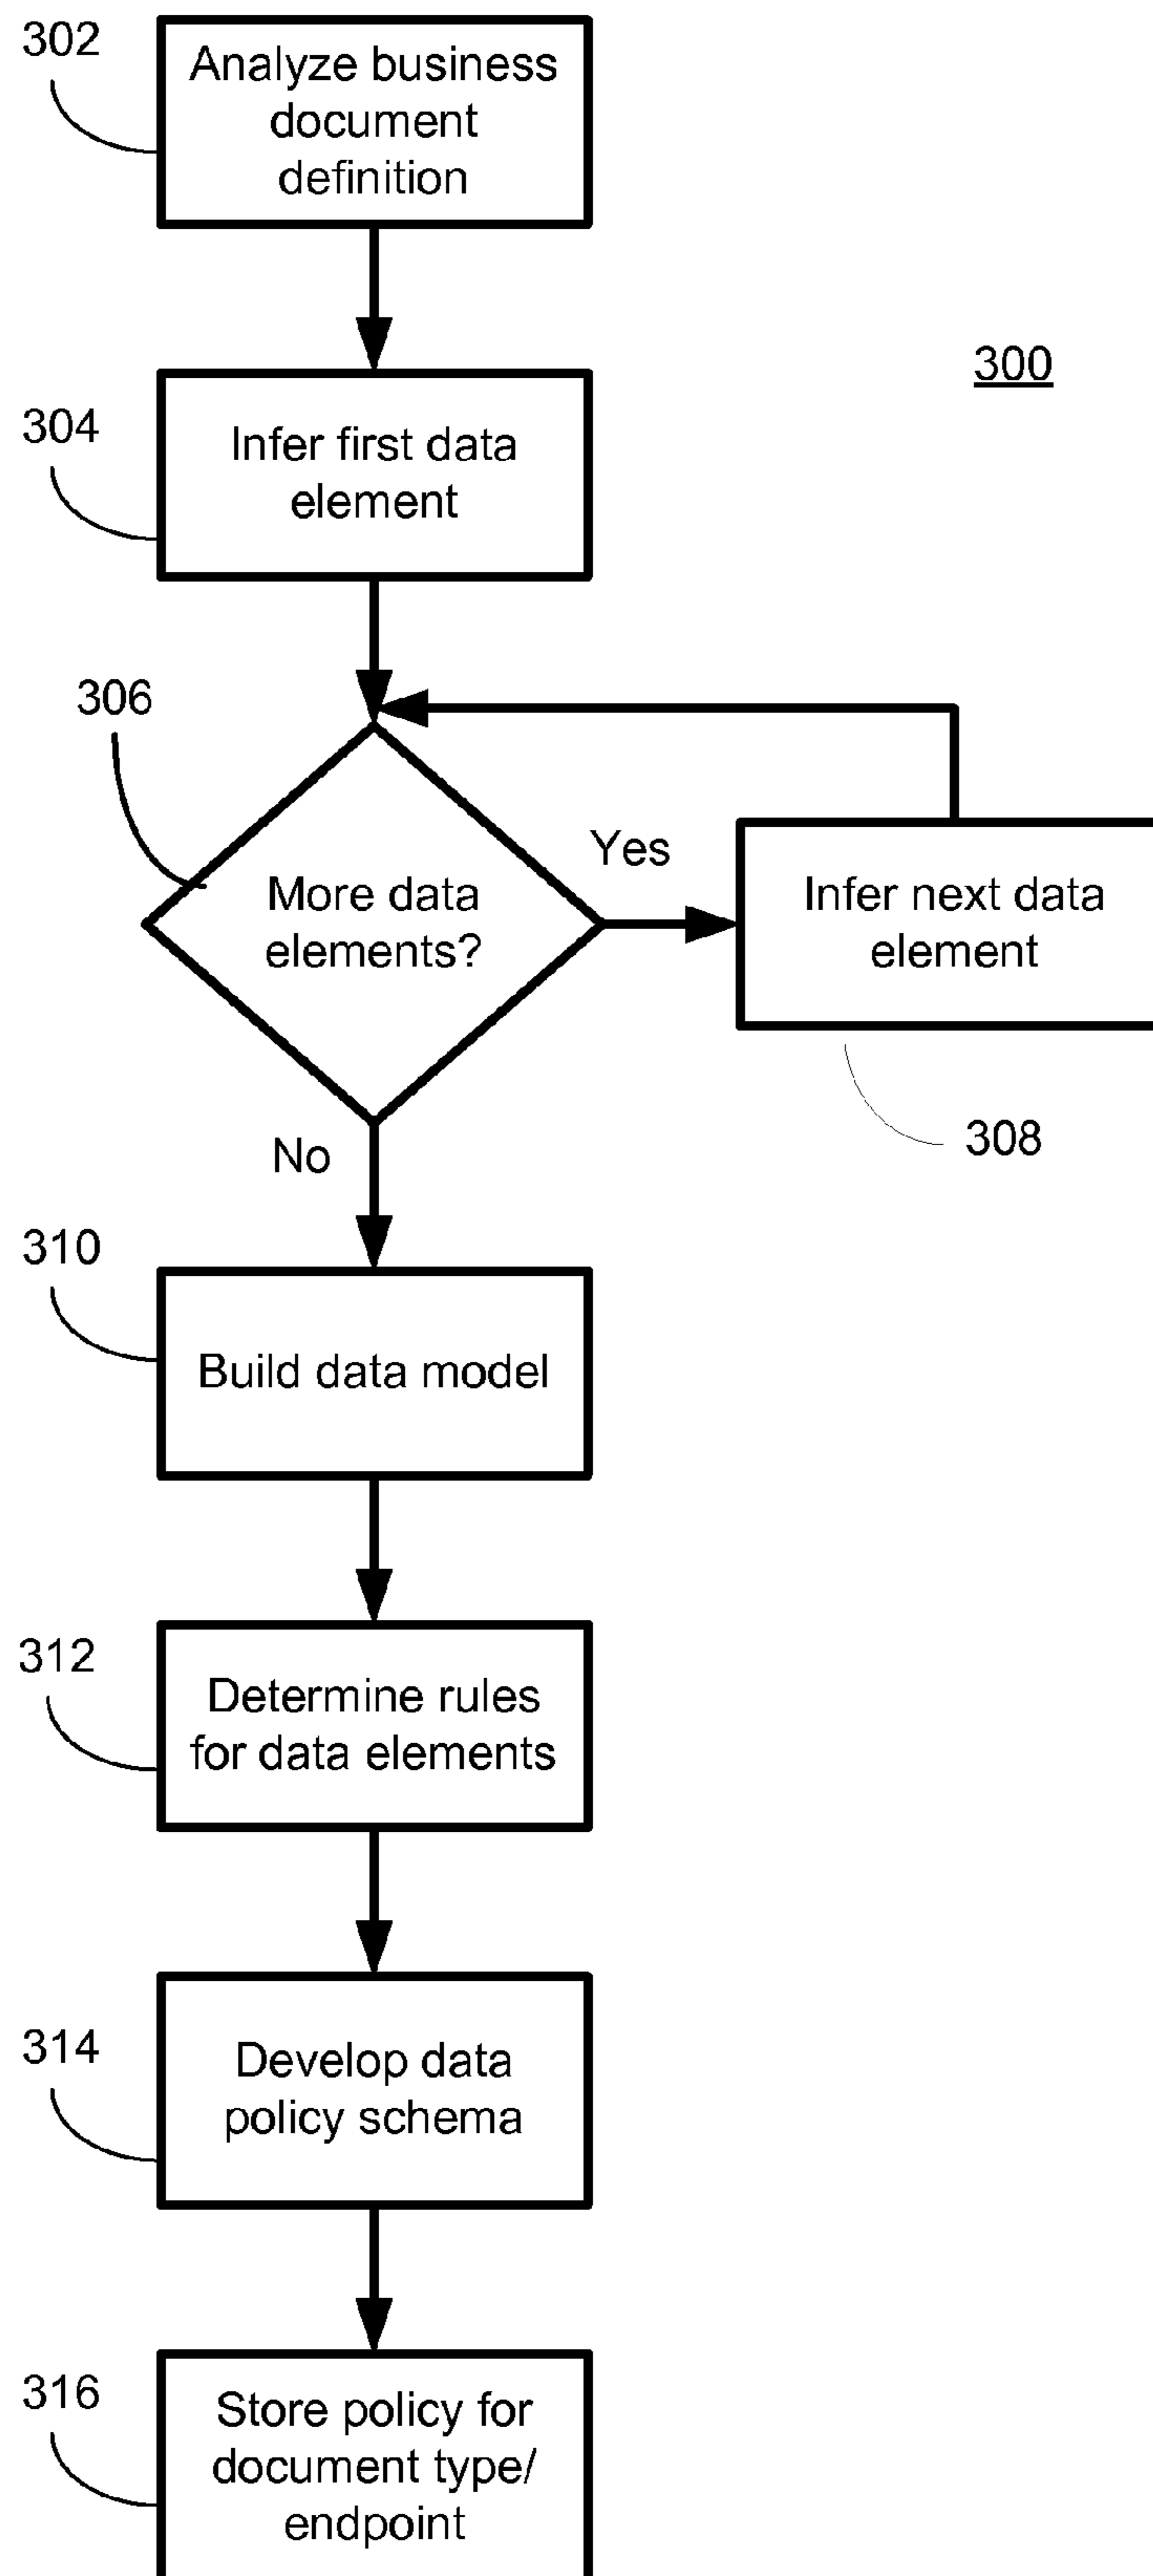 302
Analyze business
document
definition
300
304
Infer first data
element
306
More data
elements?
Yes
Infer next data
element
308
No
310
Build data model
312
Determine rules
for data elements
314
Develop data
policy schema
316
Store policy for
document type/
endpoint